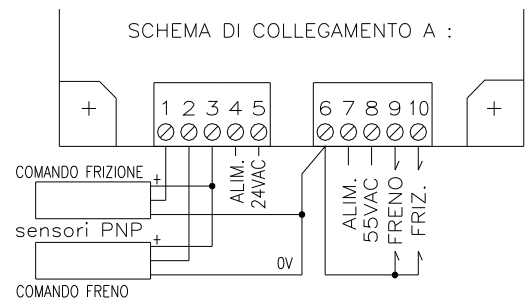 SCHEMA DI COLLEGAMENTO A :
+ 1 2 3 4 5 6 7 8 9 10 +
ALIM.
24VAC
ALIM.
55VAC
FRENO
FRIZ.
COMANDO FRIZIONE +
sensori PNP +
0V
COMANDO FRENO